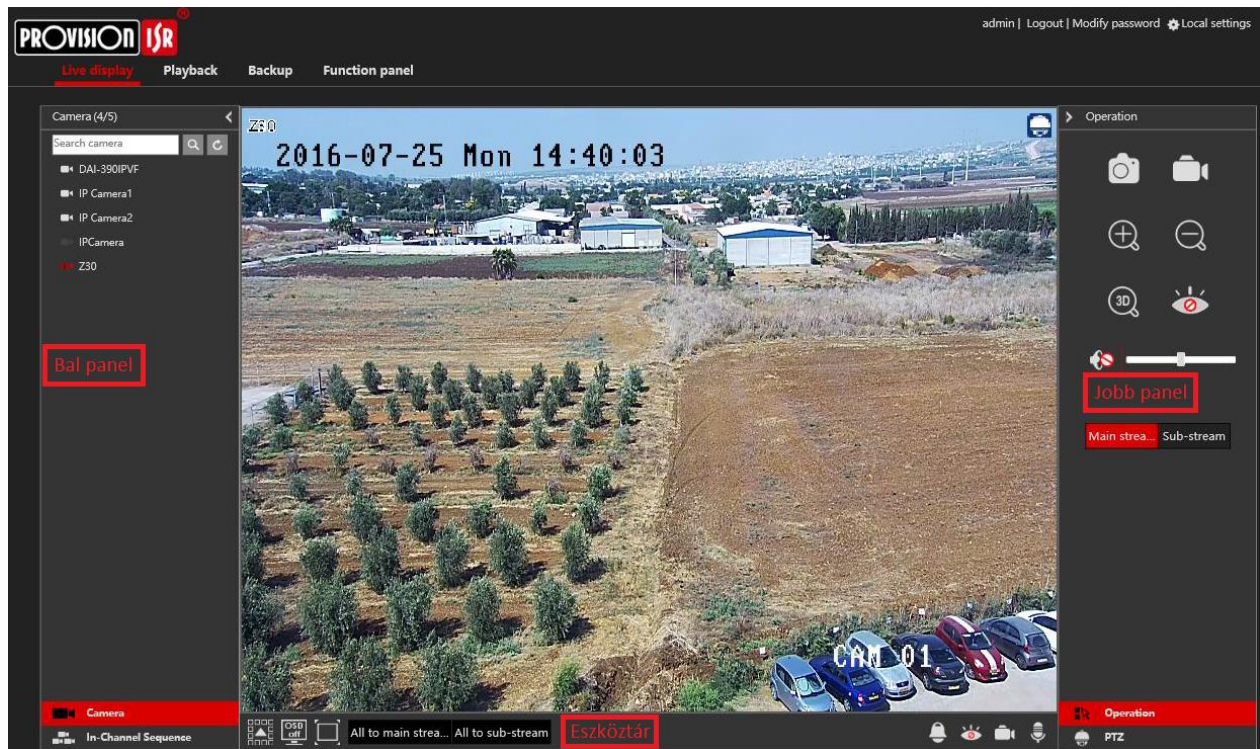 PROVISION ISR®
admin | Logout | Modify password Local settings
Live display Playback Backup Function panel
Camera (4/5)
Search camera
DAI-390IPVF
IP Camera1
IP Camera2
IPCamera
Z30
Bal panel
Camera
In-Channel Sequence
Z30
2016-07-25 Mon 14:40:03
CAM 01
OSD off
All to main strea... All to sub-stream
Eszköztár
Operation
3D
Jobb panel
Main strea... Sub-stream
Operation
PTZ